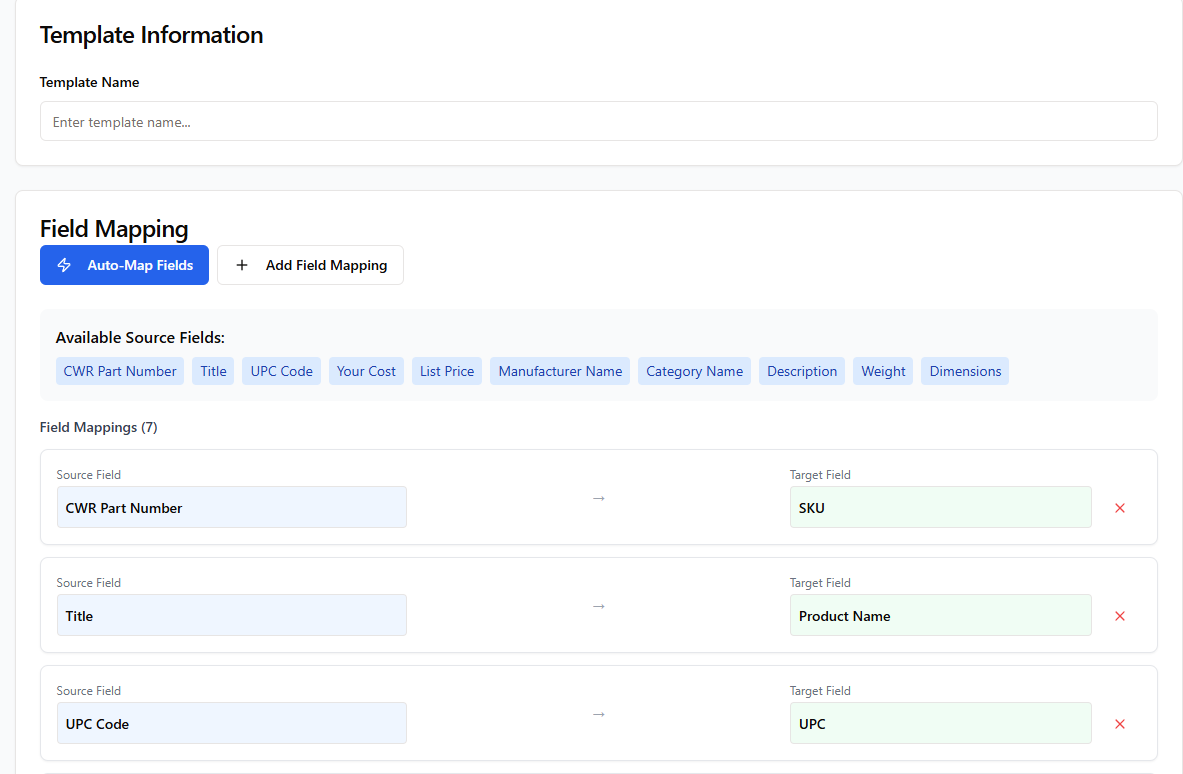 Template Information
Template Name
Enter template name...
Field Mapping
Auto-Map Fields
Add Field Mapping
Available Source Fields:
CWR Part Number Title UPC Code Your Cost List Price Manufacturer Name Category Name Description Weight Dimensions
Field Mappings (7)
Source Field → Target Field
CWR Part Number SKU
Source Field → Target Field
Title Product Name
Source Field → Target Field
UPC Code UPC